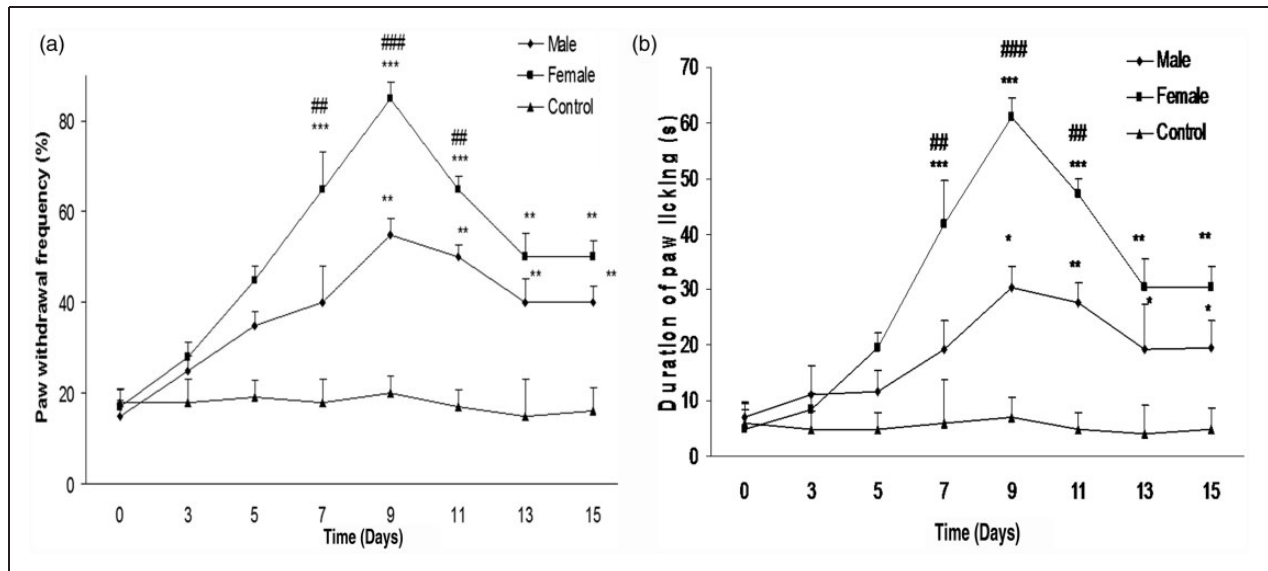 (a)
Male
Female
Control
###
***
##
***
##
***
**
**
**
**
**
**
80
60
40
20
0
Paw withdrawal frequency (%)
0 3 5 7 9 11 13 15
Time (Days)
(b)
Male
Female
Control
###
***
##
***
##
***
*
**
**
**
*
*
70
60
50
40
30
20
10
0
Duration of paw licking (s)
0 3 5 7 9 11 13 15
Time (Days)